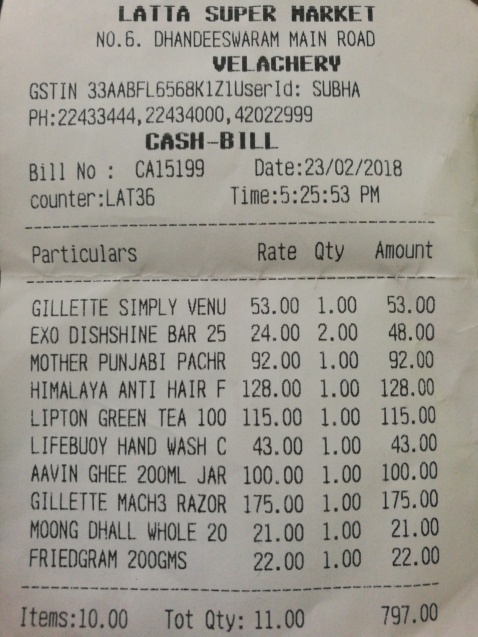 LATTA SUPER MARKET
NO.6. DHANDEESWARAM MAIN ROAD
VELACHERY
GSTIN 33AABFL6568K1Z1UserId: SUBHA
PH:22433444,22434000,42022999
CASH-BILL
Bill No : CA15199 Date:23/02/2018
counter:LAT36 Time:5:25:53 PM
Particulars Rate Qty Amount
GILLETTE SIMPLY VENU 53.00 1.00 53.00
EXO DISHSHINE BAR 25 24.00 2.00 48.00
MOTHER PUNJABI PACHR 92.00 1.00 92.00
HIMALAYA ANTI HAIR F 128.00 1.00 128.00
LIPTON GREEN TEA 100 115.00 1.00 115.00
LIFEBUOY HAND WASH C 43.00 1.00 43.00
AAVIN GHEE 200ML JAR 100.00 1.00 100.00
GILLETTE MACH3 RAZOR 175.00 1.00 175.00
MOONG DHALL WHOLE 20 21.00 1.00 21.00
FRIEDGRAM 200GMS 22.00 1.00 22.00
Items:10.00 Tot Qty: 11.00 797.00